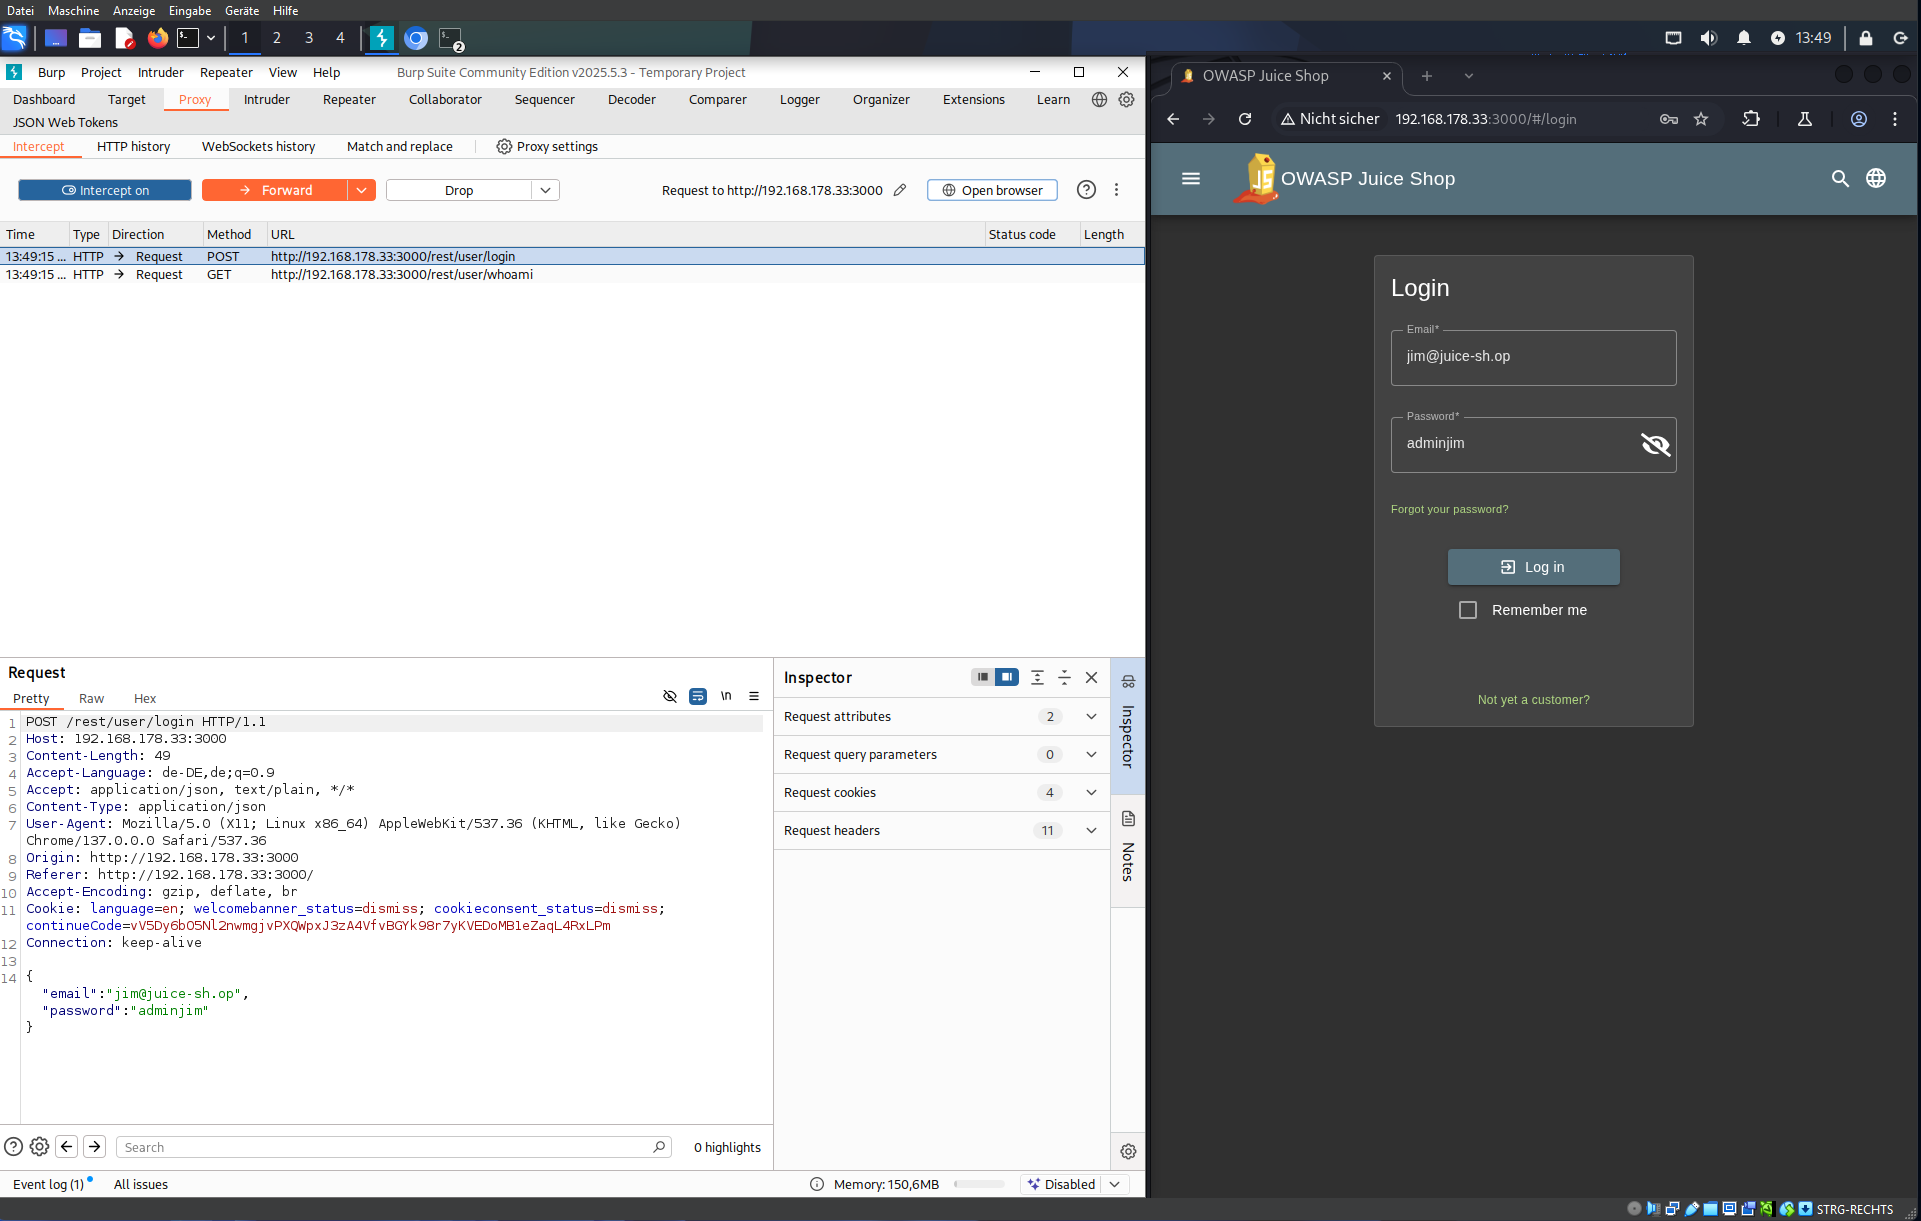 Datei Maschine Anzeige Eingabe Geräte Hilfe
1 2 3 4 2 13:49
Burp Project Intruder Repeater View Help Burp Suite Community Edition v2025.5.3 - Temporary Project
Dashboard Target Proxy Intruder Repeater Collaborator Sequencer Decoder Comparer Logger Organizer Extensions Learn
JSON Web Tokens
Intercept HTTP history WebSockets history Match and replace Proxy settings
Intercept on Forward Drop Request to http://192.168.178.33:3000 Open browser
Time Type Direction Method URL Status code Length
13:49:15 ... HTTP → Request POST http://192.168.178.33:3000/rest/user/login
13:49:15 ... HTTP → Request GET http://192.168.178.33:3000/rest/user/whoami
Request
Pretty Raw Hex \n
1 POST /rest/user/login HTTP/1.1
2 Host: 192.168.178.33:3000
3 Content-Length: 49
4 Accept-Language: de-DE,de;q=0.9
5 Accept: application/json, text/plain, */*
6 Content-Type: application/json
7 User-Agent: Mozilla/5.0 (X11; Linux x86_64) AppleWebKit/537.36 (KHTML, like Gecko)
Chrome/137.0.0.0 Safari/537.36
8 Origin: http://192.168.178.33:3000
9 Referer: http://192.168.178.33:3000/
10 Accept-Encoding: gzip, deflate, br
11 Cookie: language=en; welcomebanner_status=dismiss; cookieconsent_status=dismiss;
continueCode=vV5Dy6bO5Nl2nwmgjvPXQWpxJ3zA4VfvBGYk98r7yKVEDoMBleZaqL4RxLPm
12 Connection: keep-alive
13
14 {
"email":"jim@juice-sh.op",
"password":"adminjim"
}
Inspector
Request attributes 2
Request query parameters 0
Request cookies 4
Request headers 11
Inspector
Notes
Search 0 highlights
Event log (1) All issues Memory: 150,6MB Disabled
OWASP Juice Shop
Nicht sicher 192.168.178.33:3000/#/login
OWASP Juice Shop
Login
Email*
jim@juice-sh.op
Password*
adminjim
Forgot your password?
Log in
Remember me
Not yet a customer?
STRG-RECHTS